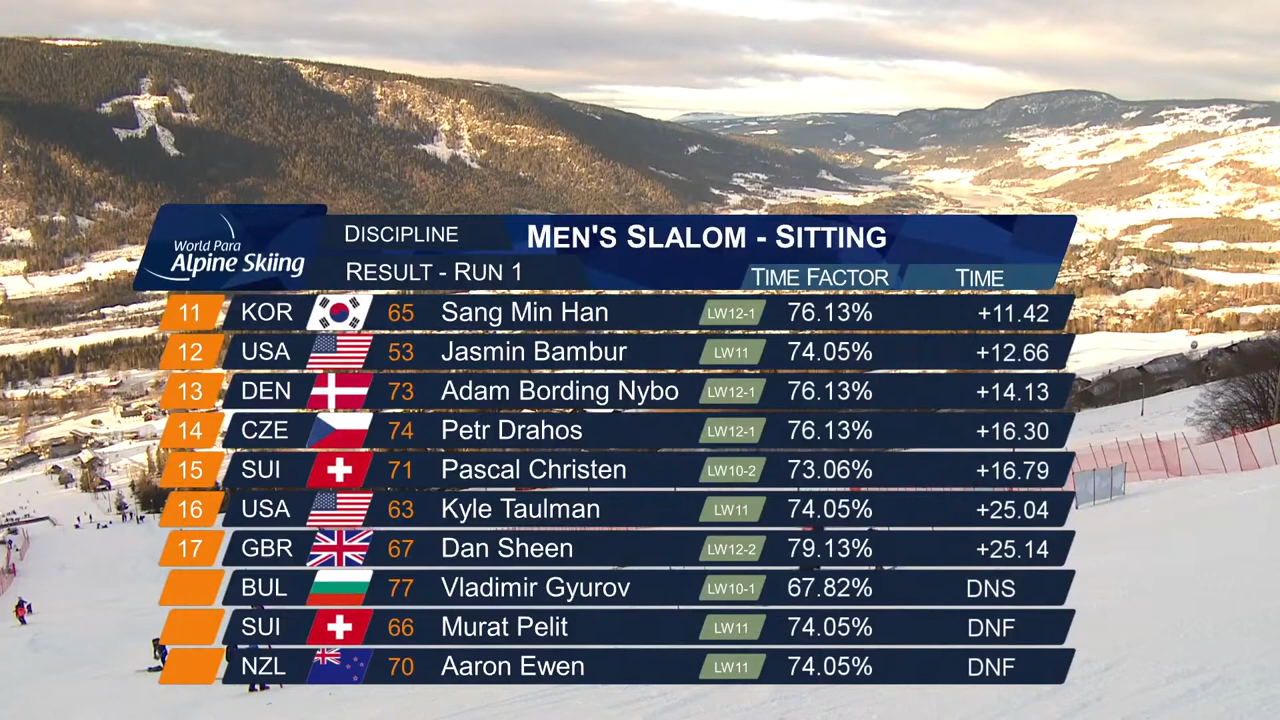 World Para
Alpine Skiing
DISCIPLINE MEN'S SLALOM - SITTING
RESULT - RUN 1 TIME FACTOR TIME
11 KOR 65 Sang Min Han LW12-1 76.13% +11.42
12 USA 53 Jasmin Bambur LW11 74.05% +12.66
13 DEN 73 Adam Bording Nybo LW12-1 76.13% +14.13
14 CZE 74 Petr Drahos LW12-1 76.13% +16.30
15 SUI 71 Pascal Christen LW10-2 73.06% +16.79
16 USA 63 Kyle Taulman LW11 74.05% +25.04
17 GBR 67 Dan Sheen LW12-2 79.13% +25.14
BUL 77 Vladimir Gyurov LW10-1 67.82% DNS
SUI 66 Murat Pelit LW11 74.05% DNF
NZL 70 Aaron Ewen LW11 74.05% DNF